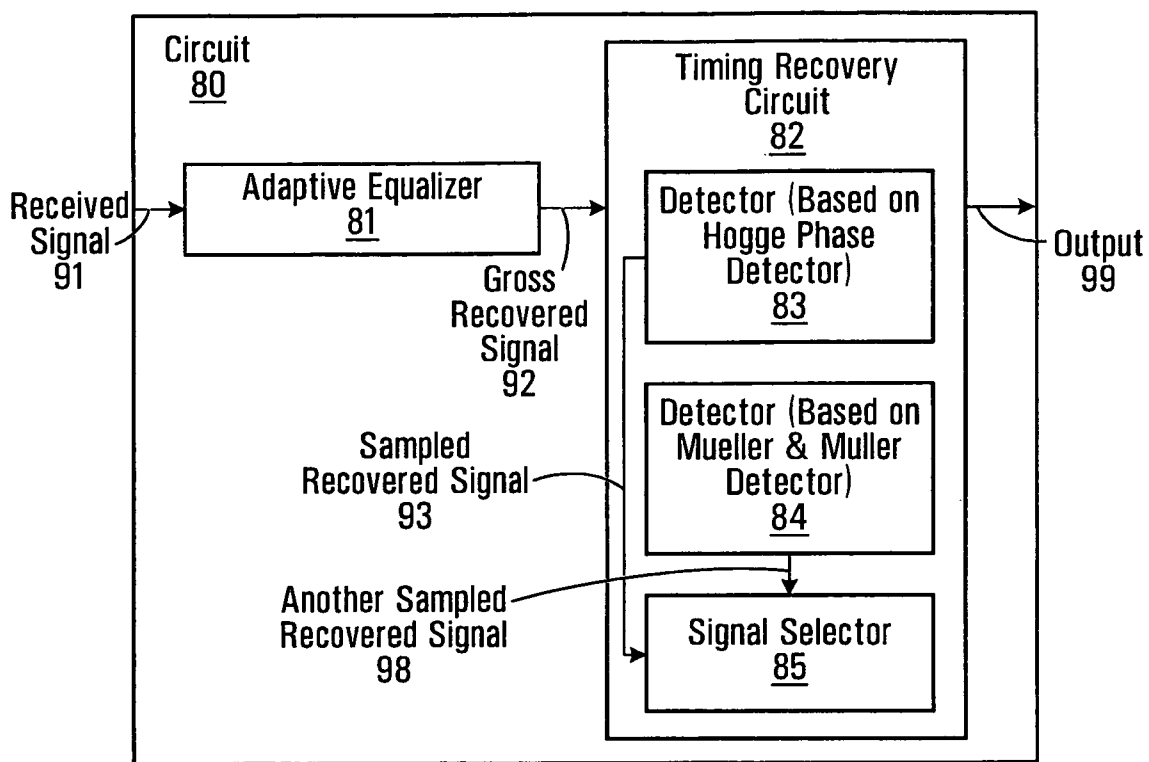 Circuit
80
Timing Recovery
Circuit
82
Adaptive Equalizer
81
Received
Signal
91
Gross
Recovered
Signal
92
Detector (Based on
Hogge Phase
Detector)
83
Output
99
Detector (Based on
Mueller & Muller
Detector)
84
Sampled
Recovered Signal
93
Another Sampled
Recovered Signal
98
Signal Selector
85